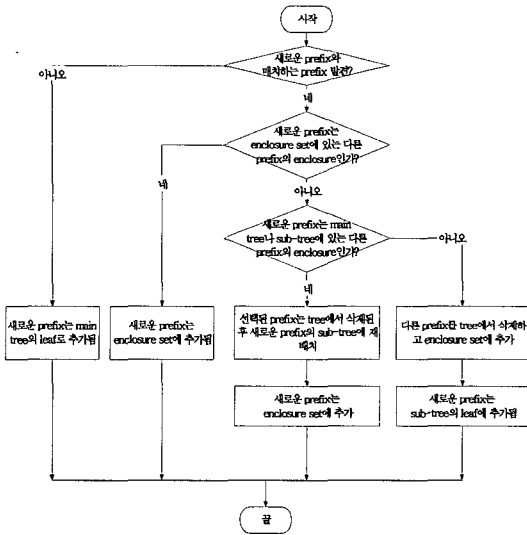 시작
새로운 prefix와
매치하는 prefix 발견?
아니오
네
새로운 prefix는
enclosure set에 있는 다른
prefix의 enclosure인가?
네
아니오
새로운 prefix는 main
tree나 sub-tree에 있는 다른
prefix의 enclosure인가?
아니오
네
새로운 prefix는 main
tree의 leaf로 추가됨
새로운 prefix는
enclosure set에 추가됨
선택된 prefix는 tree에서 삭제된
후 새로운 prefix의 sub-tree에 재
배치
다른 prefix를 tree에서 삭제하
고 enclosure set에 추가
새로운 prefix는
enclosure set에 추가
새로운 prefix는
sub-tree의 leaf에 추가됨
끝